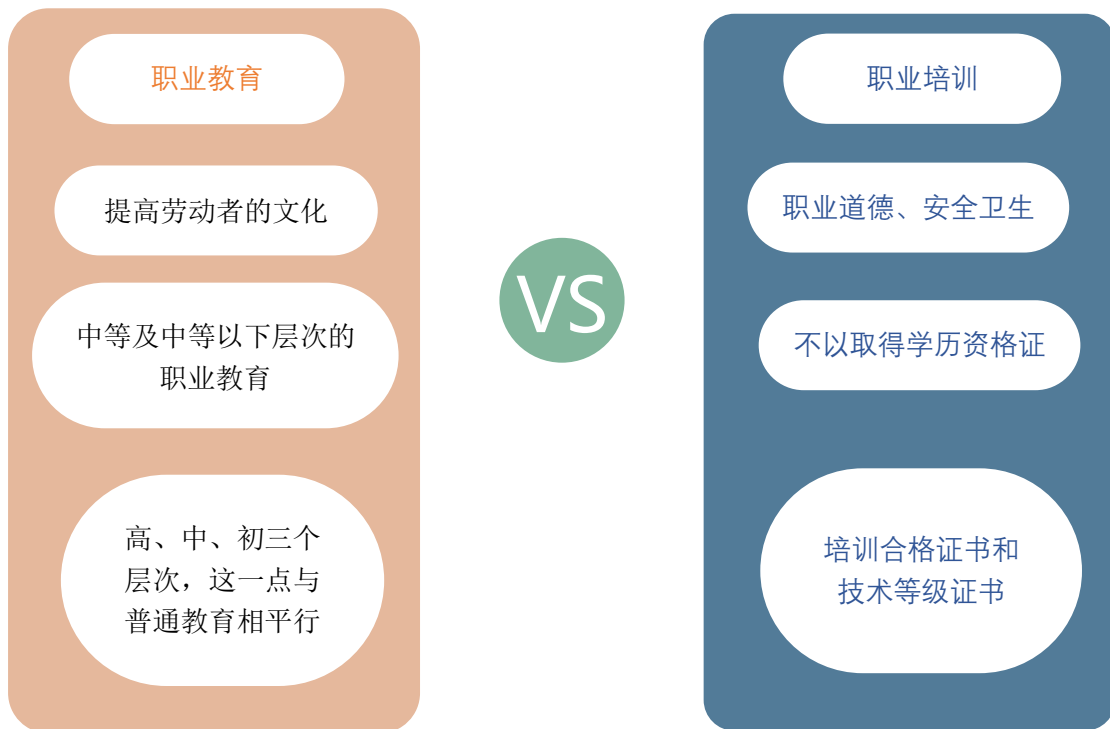 职业教育
提高劳动者的文化
中等及中等以下层次的
职业教育
高、中、初三个
层次，这一点与
普通教育相平行
VS
职业培训
职业道德、安全卫生
不以取得学历资格证
培训合格证书和
技术等级证书